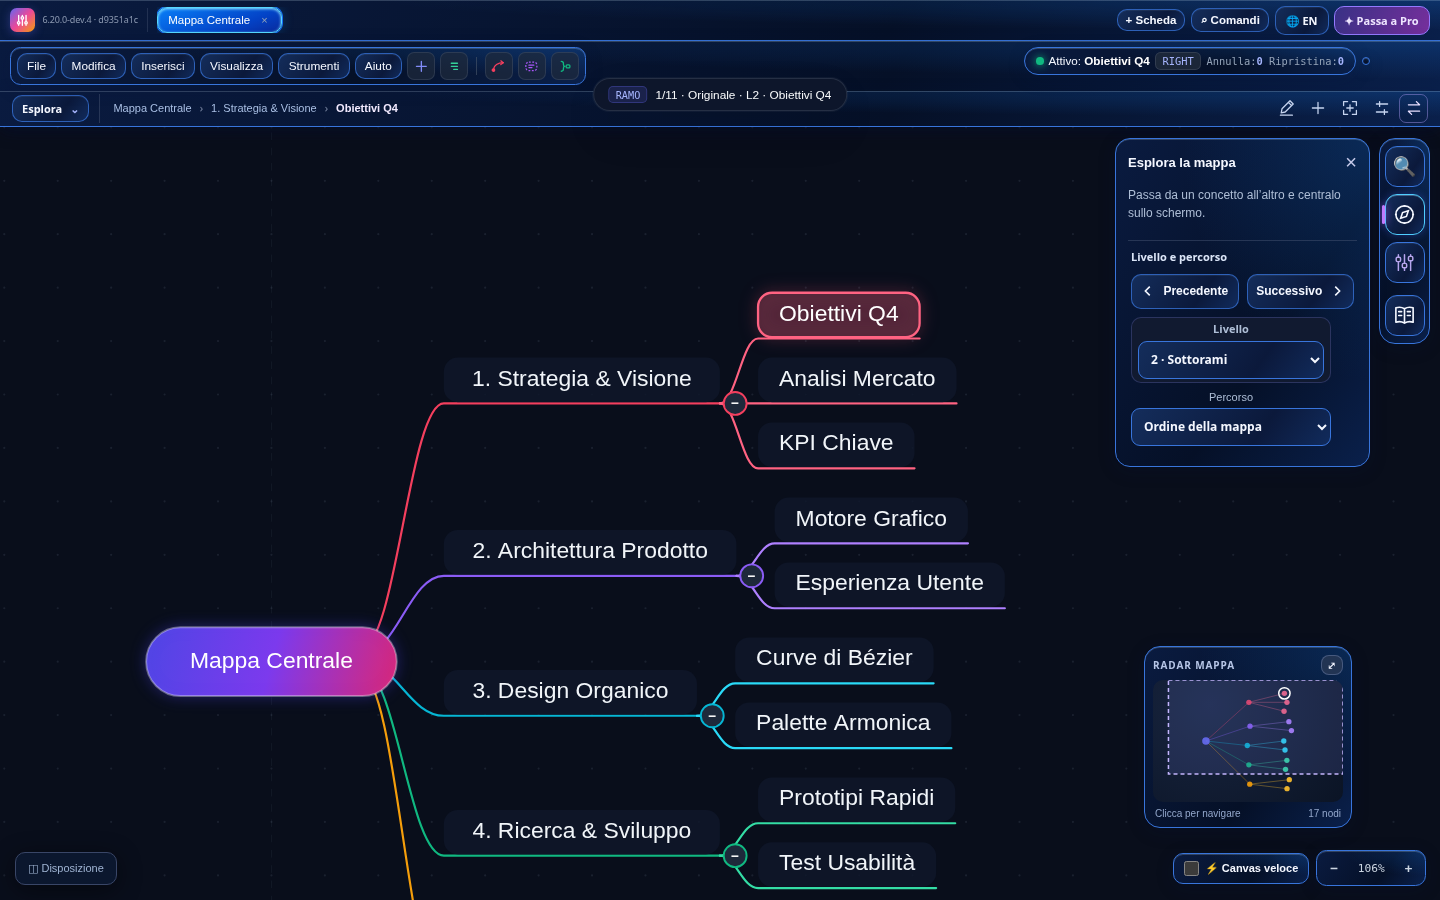 6.20.0-dev.4 · d9351a1c
Mappa Centrale ×
+ Scheda
Comandi
EN
Passa a Pro
File
Modifica
Inserisci
Visualizza
Strumenti
Aiuto
Attivo: Obiettivi Q4 RIGHT Annulla:0 Ripristina:0
RAMO 1/11 · Originale · L2 · Obiettivi Q4
Esplora
Mappa Centrale › 1. Strategia & Visione › Obiettivi Q4
Esplora la mappa
Passa da un concetto all’altro e centralo
sullo schermo.
Livello e percorso
Precedente
Successivo
Livello
2 · Sottorami
Percorso
Ordine della mappa
Obiettivi Q4
1. Strategia & Visione
Analisi Mercato
KPI Chiave
Motore Grafico
2. Architettura Prodotto
Esperienza Utente
Mappa Centrale
Curve di Bézier
3. Design Organico
Palette Armonica
Prototipi Rapidi
4. Ricerca & Sviluppo
Test Usabilità
RADAR MAPPA
Clicca per navigare
17 nodi
Disposizione
Canvas veloce
− 106% +